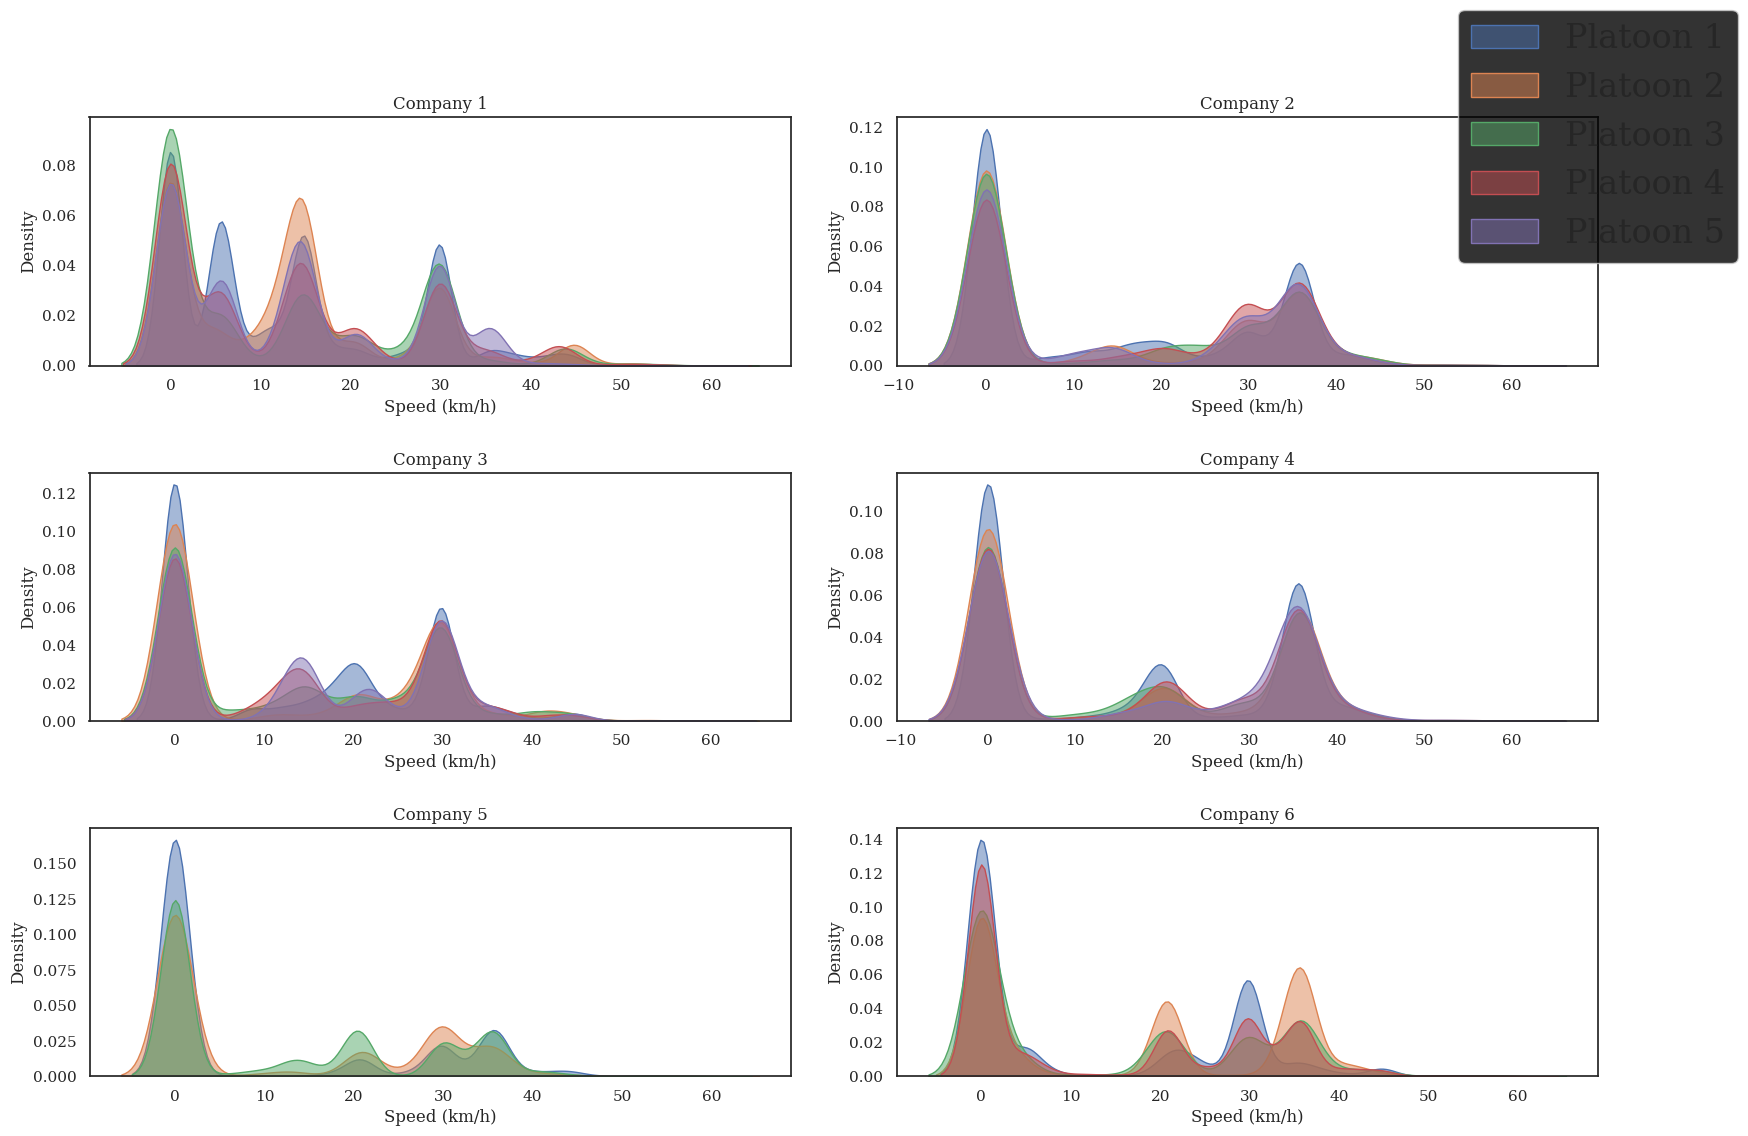 Platoon 1
Platoon 2
Platoon 3
Platoon 4
Platoon 5
Company 1
Density
0.08
0.06
0.04
0.02
0.00
0 10 20 30 40 50 60
Speed (km/h)
Company 2
Density
0.12
0.10
0.08
0.06
0.04
0.02
0.00
−10 0 10 20 30 40 50 60
Speed (km/h)
Company 3
Density
0.12
0.10
0.08
0.06
0.04
0.02
0.00
0 10 20 30 40 50 60
Speed (km/h)
Company 4
Density
0.10
0.08
0.06
0.04
0.02
0.00
−10 0 10 20 30 40 50 60
Speed (km/h)
Company 5
Density
0.150
0.125
0.100
0.075
0.050
0.025
0.000
0 10 20 30 40 50 60
Speed (km/h)
Company 6
Density
0.14
0.12
0.10
0.08
0.06
0.04
0.02
0.00
0 10 20 30 40 50 60
Speed (km/h)